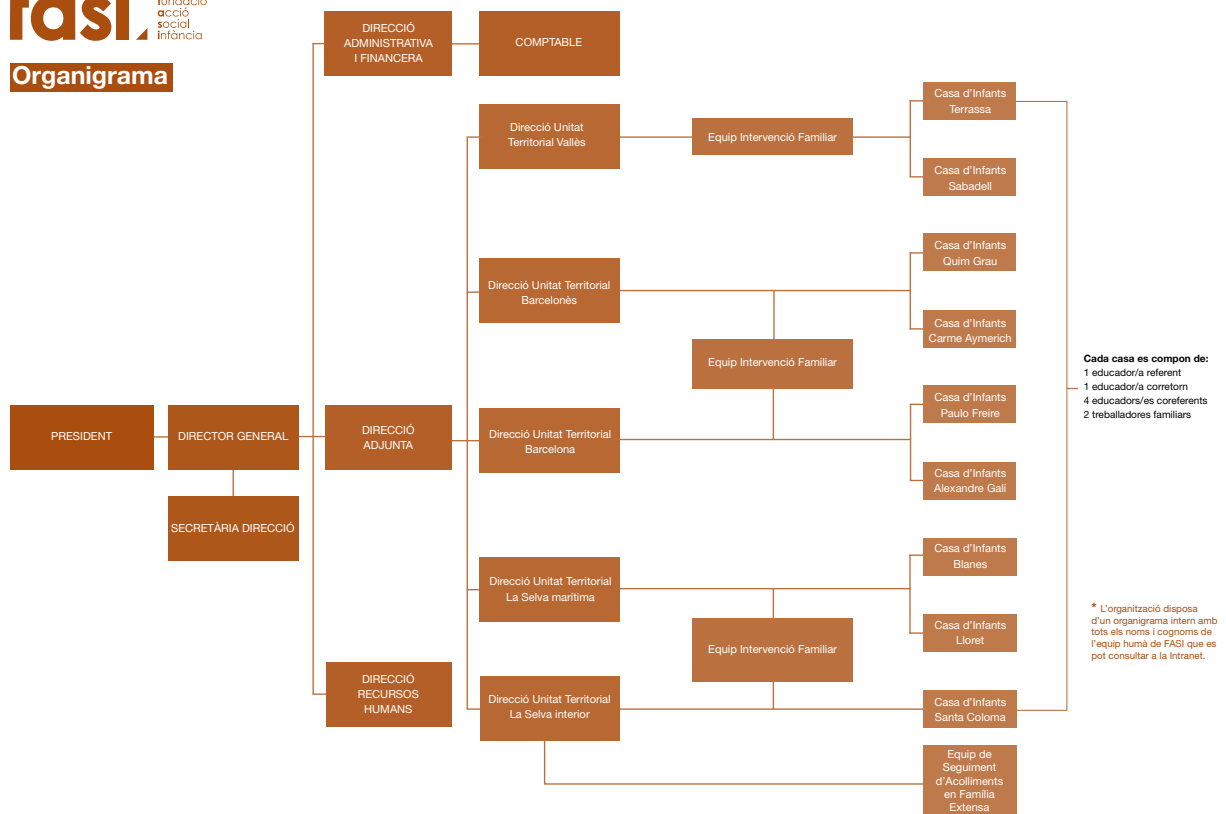 fasi.
fundació
acció
social
infància
Organigrama
DIRECCIÓ
ADMINISTRATIVA
I FINANCERA
COMPTABLE
Direcció Unitat
Territorial Vallès
Equip Intervenció Familiar
Casa d'Infants
Terrassa
Casa d'Infants
Sabadell
Direcció Unitat Territorial
Barcelonès
Casa d'Infants
Quim Grau
Casa d'Infants
Carme Aymerich
Equip Intervenció Familiar
Cada casa es compon de:
1 educador/a referent
1 educador/a corretorn
4 educadors/es coreferents
2 treballadores familiars
PRESIDENT
DIRECTOR GENERAL
DIRECCIÓ
ADJUNTA
Direcció Unitat Territorial
Barcelona
Casa d'Infants
Paulo Freire
Casa d'Infants
Alexandre Galí
SECRETÀRIA DIRECCIÓ
Direcció Unitat Territorial
La Selva marítima
Casa d'Infants
Blanes
Casa d'Infants
Lloret
Equip Intervenció Familiar
* L'organització disposa
d'un organigrama intern amb
tots els noms i cognoms de
l'equip humà de FASI que es
pot consultar a la Intranet.
DIRECCIÓ
RECURSOS
HUMANS
Direcció Unitat Territorial
La Selva interior
Casa d'Infants
Santa Coloma
Equip de
Seguiment
d'Acolliments
en Família
Extensa